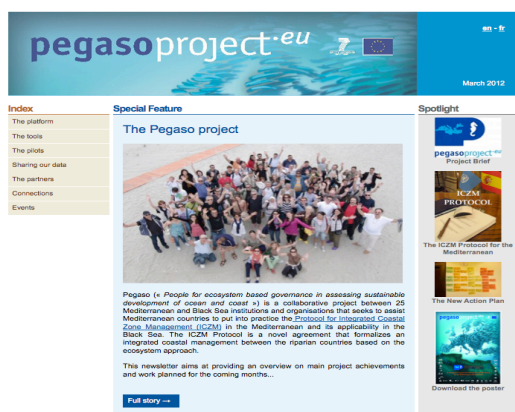 pegasoproject.eu
en - fr
March 2012
Index
The platform
The tools
The pilots
Sharing our data
The partners
Connections
Events
Special Feature
The Pegaso project
Pegaso (« People for ecosystem based governance in assessing sustainable
development of ocean and coast ») is a collaborative project between 25
Mediterranean and Black Sea institutions and organisations that seeks to assist
Mediterranean countries to put into practice the Protocol for Integrated Coastal
Zone Management (ICZM) in the Mediterranean and its applicability in the
Black Sea. The ICZM Protocol is a novel agreement that formalizes an
integrated coastal management between the riparian countries based on the
ecosystem approach.
This newsletter aims at providing an overview on main project achievements
and work planned for the coming months...
Full story →
Spotlight
pegasoproject.eu
Project Brief
ICZM
PROTOCOL
The ICZM Protocol for the
Mediterranean
The New Action Plan
pegaso
Download the poster